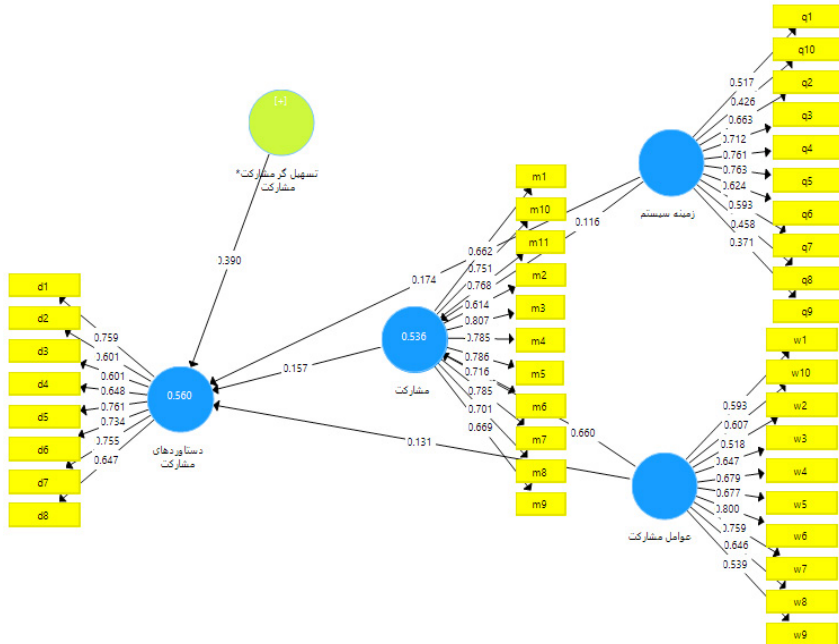 [+]
تسهیل گر مشارکت*
مشارکت
0.390
d1
d2
d3
d4
d5
d6
d7
d8
0.759
0.601
0.601
0.648
0.761
0.734
0.755
0.647
0.560
دستاوردهای
مشارکت
0.174
0.157
0.131
0.536
مشارکت
0.116
0.660
m1
m10
m11
m2
m3
m4
m5
m6
m7
m8
m9
0.662
0.751
0.768
0.614
0.807
0.785
0.786
0.716
0.785
0.701
0.669
زمینه سیستم
q1
q10
q2
q3
q4
q5
q6
q7
q8
q9
0.517
0.426
0.663
0.712
0.761
0.763
0.624
0.593
0.458
0.371
عوامل مشارکت
w1
w10
w2
w3
w4
w5
w6
w7
w8
w9
0.593
0.607
0.518
0.647
0.679
0.677
0.800
0.759
0.646
0.539